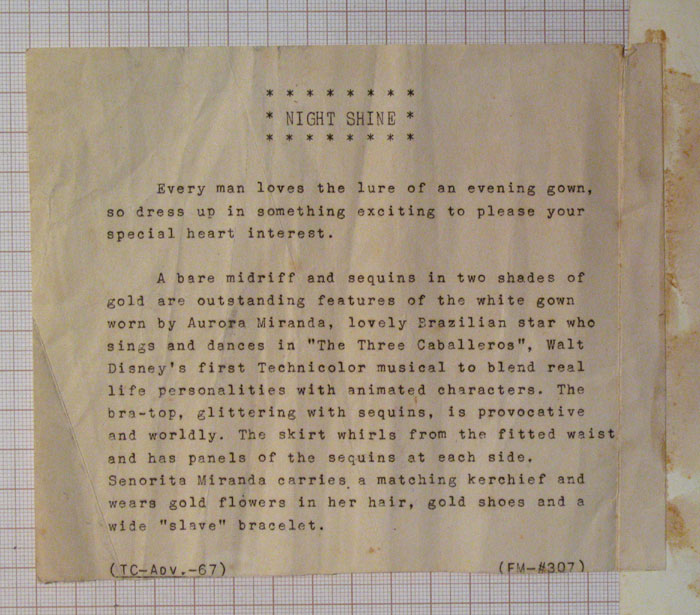 * * * * * * * *
* NIGHT SHINE *
* * * * * * * *
Every man loves the lure of an evening gown,
so dress up in something exciting to please your
special heart interest.
A bare midriff and sequins in two shades of
gold are outstanding features of the white gown
worn by Aurora Miranda, lovely Brazilian star who
sings and dances in "The Three Caballeros", Walt
Disney's first Technicolor musical to blend real
life personalities with animated characters. The
bra-top, glittering with sequins, is provocative
and worldly. The skirt whirls from the fitted waist
and has panels of the sequins at each side.
Senorita Miranda carries a matching kerchief and
wears gold flowers in her hair, gold shoes and a
wide "slave" bracelet.
(TC-Adv.-67) (FM-#307)